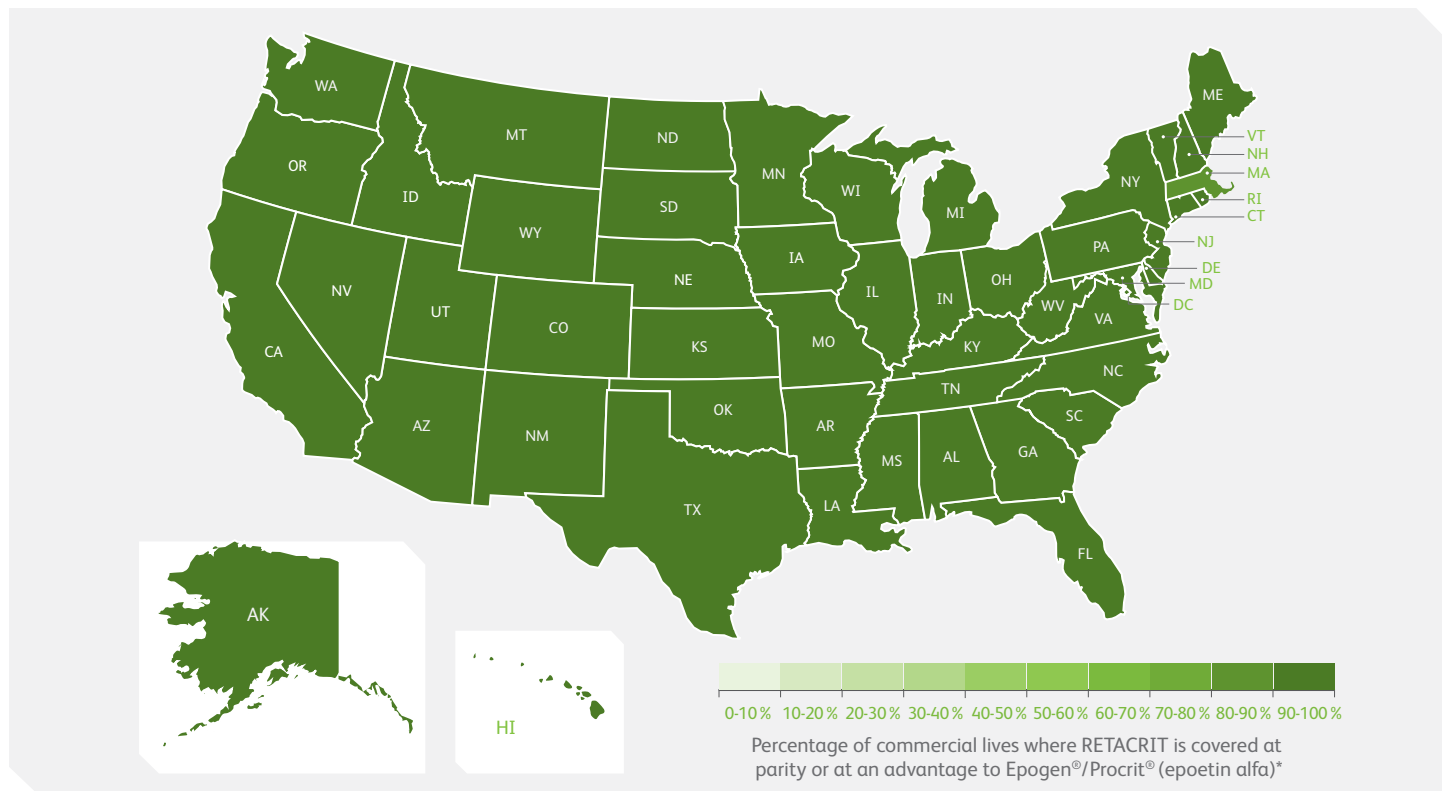 WA
ME
MT
ND
VT
OR
MN
NH
MA
NY
WI
ID
RI
SD
MI
CT
WY
NJ
PA
IA
DE
NE
OH
MD
NV
IL
IN
WV
DC
UT
VA
CO
MO
KS
KY
CA
NC
TN
OK
SC
AZ
AR
NM
GA
AL
MS
LA
TX
FL
AK
HI
0-10 % 10-20 % 20-30 % 30-40 % 40-50 % 50-60 % 60-70 % 70-80 % 80-90 % 90-100 %
Percentage of commercial lives where RETACRIT is covered at
parity or at an advantage to Epogen®/Procrit® (epoetin alfa)*